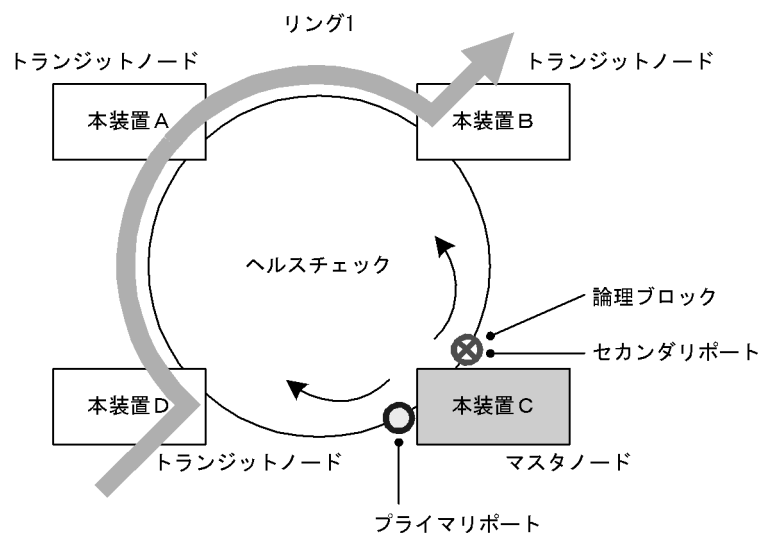 リング1
トランジットノード
トランジットノード
本装置A
本装置B
ヘルスチェック
論理ブロック
セカンダリポート
本装置D
本装置C
トランジットノード
マスタノード
プライマリポート